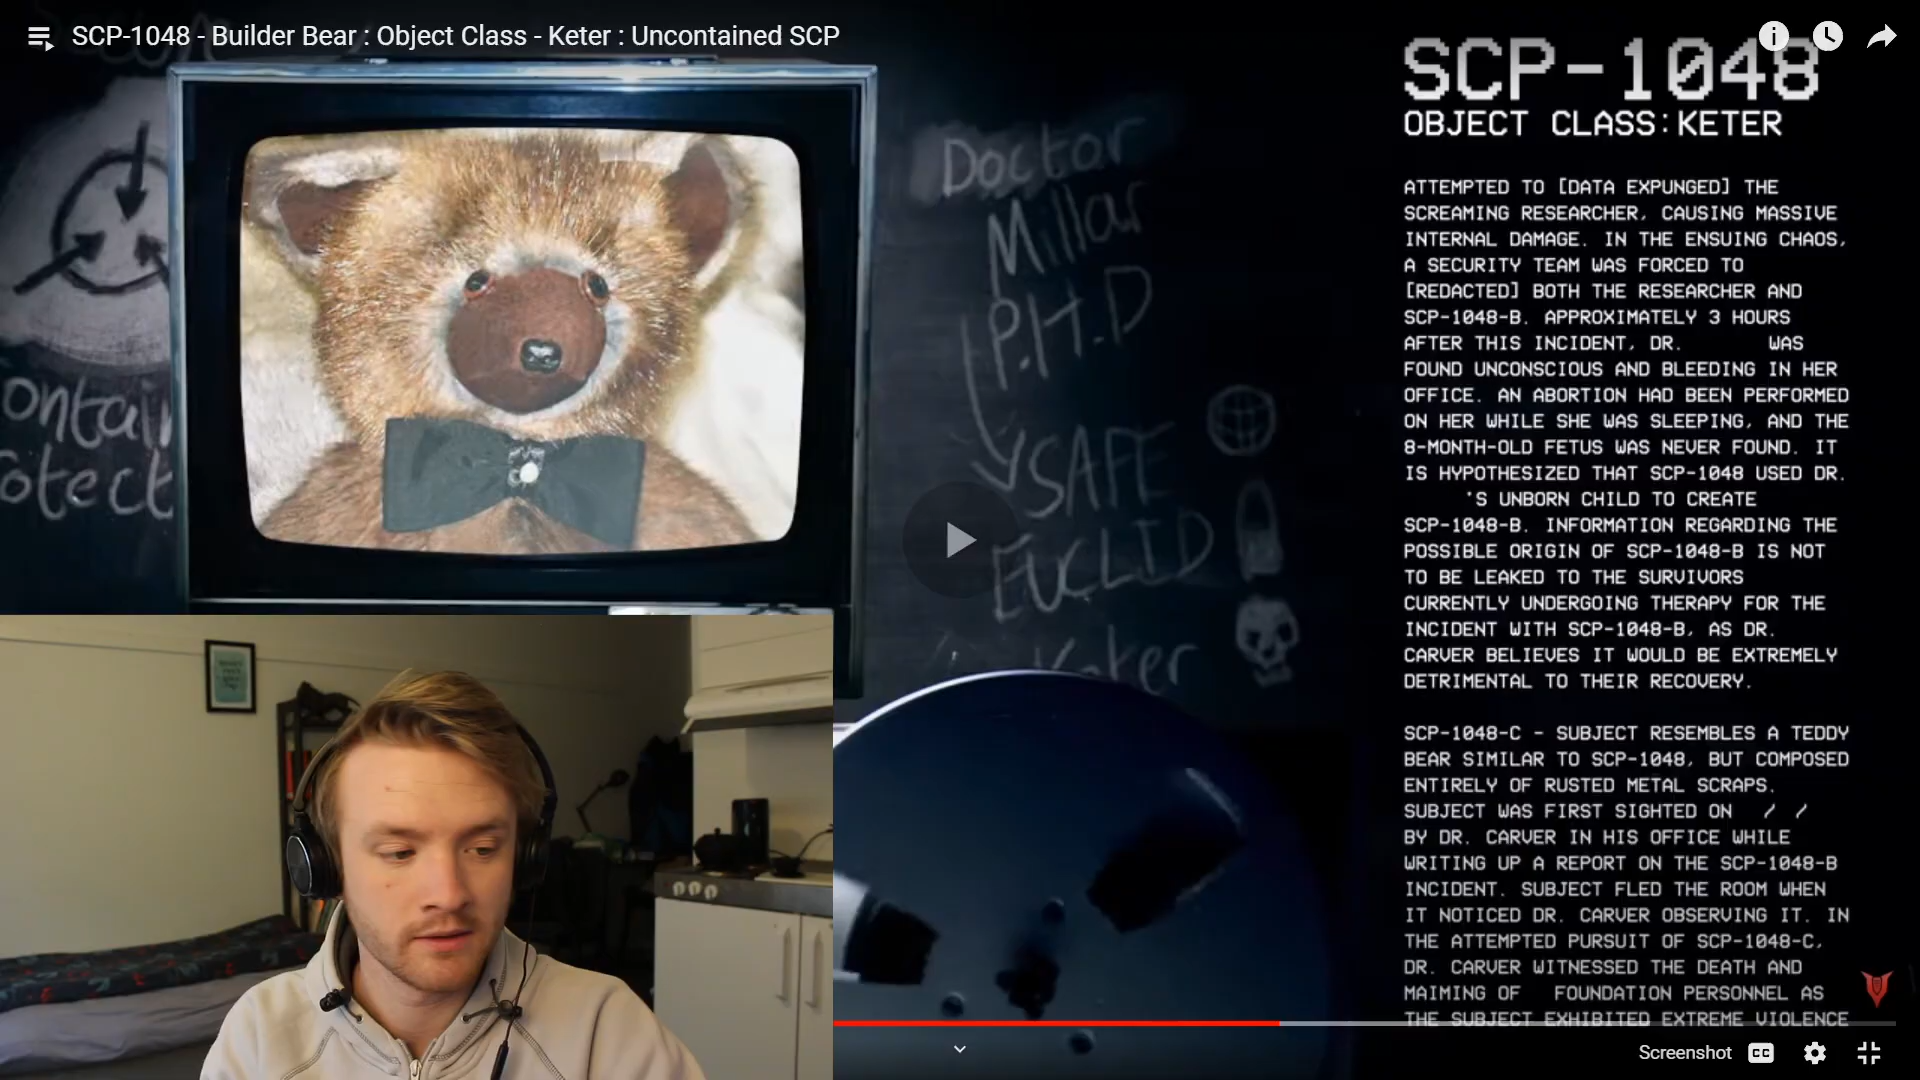 SCP-1048 - Builder Bear : Object Class - Keter : Uncontained SCP
SCP-1048
OBJECT CLASS:KETER
ATTEMPTED TO [DATA EXPUNGED] THE
SCREAMING RESEARCHER, CAUSING MASSIVE
INTERNAL DAMAGE. IN THE ENSUING CHAOS,
A SECURITY TEAM WAS FORCED TO
[REDACTED] BOTH THE RESEARCHER AND
SCP-1048-B. APPROXIMATELY 3 HOURS
AFTER THIS INCIDENT, DR. WAS
FOUND UNCONSCIOUS AND BLEEDING IN HER
OFFICE. AN ABORTION HAD BEEN PERFORMED
ON HER WHILE SHE WAS SLEEPING, AND THE
8-MONTH-OLD FETUS WAS NEVER FOUND. IT
IS HYPOTHESIZED THAT SCP-1048 USED DR.
'S UNBORN CHILD TO CREATE
SCP-1048-B. INFORMATION REGARDING THE
POSSIBLE ORIGIN OF SCP-1048-B IS NOT
TO BE LEAKED TO THE SURVIVORS
CURRENTLY UNDERGOING THERAPY FOR THE
INCIDENT WITH SCP-1048-B, AS DR.
CARVER BELIEVES IT WOULD BE EXTREMELY
DETRIMENTAL TO THEIR RECOVERY.
SCP-1048-C - SUBJECT RESEMBLES A TEDDY
BEAR SIMILAR TO SCP-1048, BUT COMPOSED
ENTIRELY OF RUSTED METAL SCRAPS.
SUBJECT WAS FIRST SIGHTED ON / /
BY DR. CARVER IN HIS OFFICE WHILE
WRITING UP A REPORT ON THE SCP-1048-B
INCIDENT. SUBJECT FLED THE ROOM WHEN
IT NOTICED DR. CARVER OBSERVING IT. IN
THE ATTEMPTED PURSUIT OF SCP-1048-C,
DR. CARVER WITNESSED THE DEATH AND
MAIMING OF FOUNDATION PERSONNEL AS
THE SUBJECT EXHIBITED EXTREME VIOLENCE
Doctor
Millar
P.H.D
SAFE
EUCLID
Keter
ontain
otect
Screenshot
CC